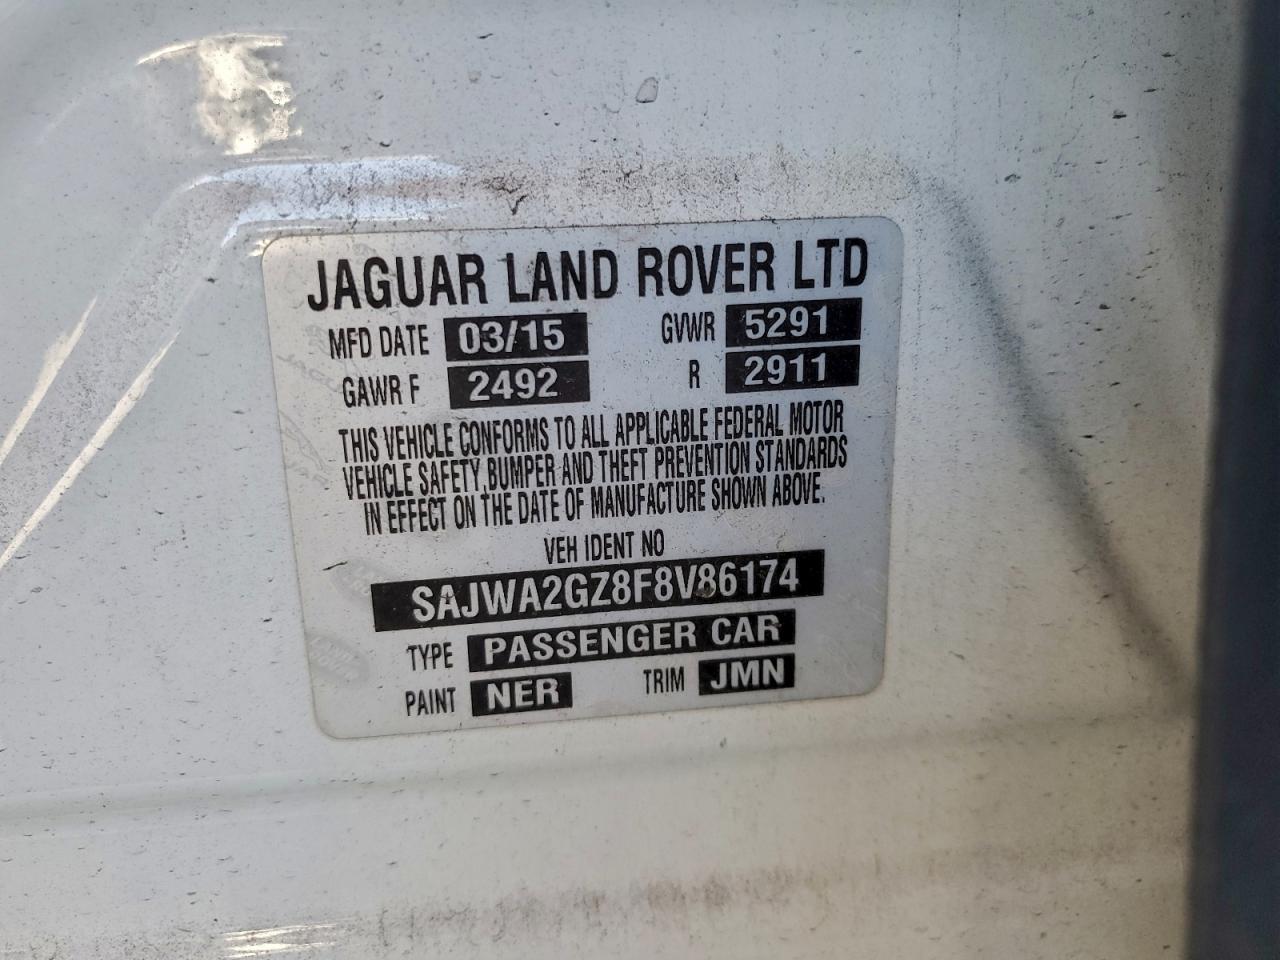 JAGUAR LAND ROVER LTD
MFD DATE 03/15 GVWR 5291
GAWR F 2492 R 2911
THIS VEHICLE CONFORMS TO ALL APPLICABLE FEDERAL MOTOR
VEHICLE SAFETY, BUMPER AND THEFT PREVENTION STANDARDS
IN EFFECT ON THE DATE OF MANUFACTURE SHOWN ABOVE.
VEH IDENT NO
SAJWA2GZ8F8V86174
TYPE PASSENGER CAR
PAINT NER TRIM JMN